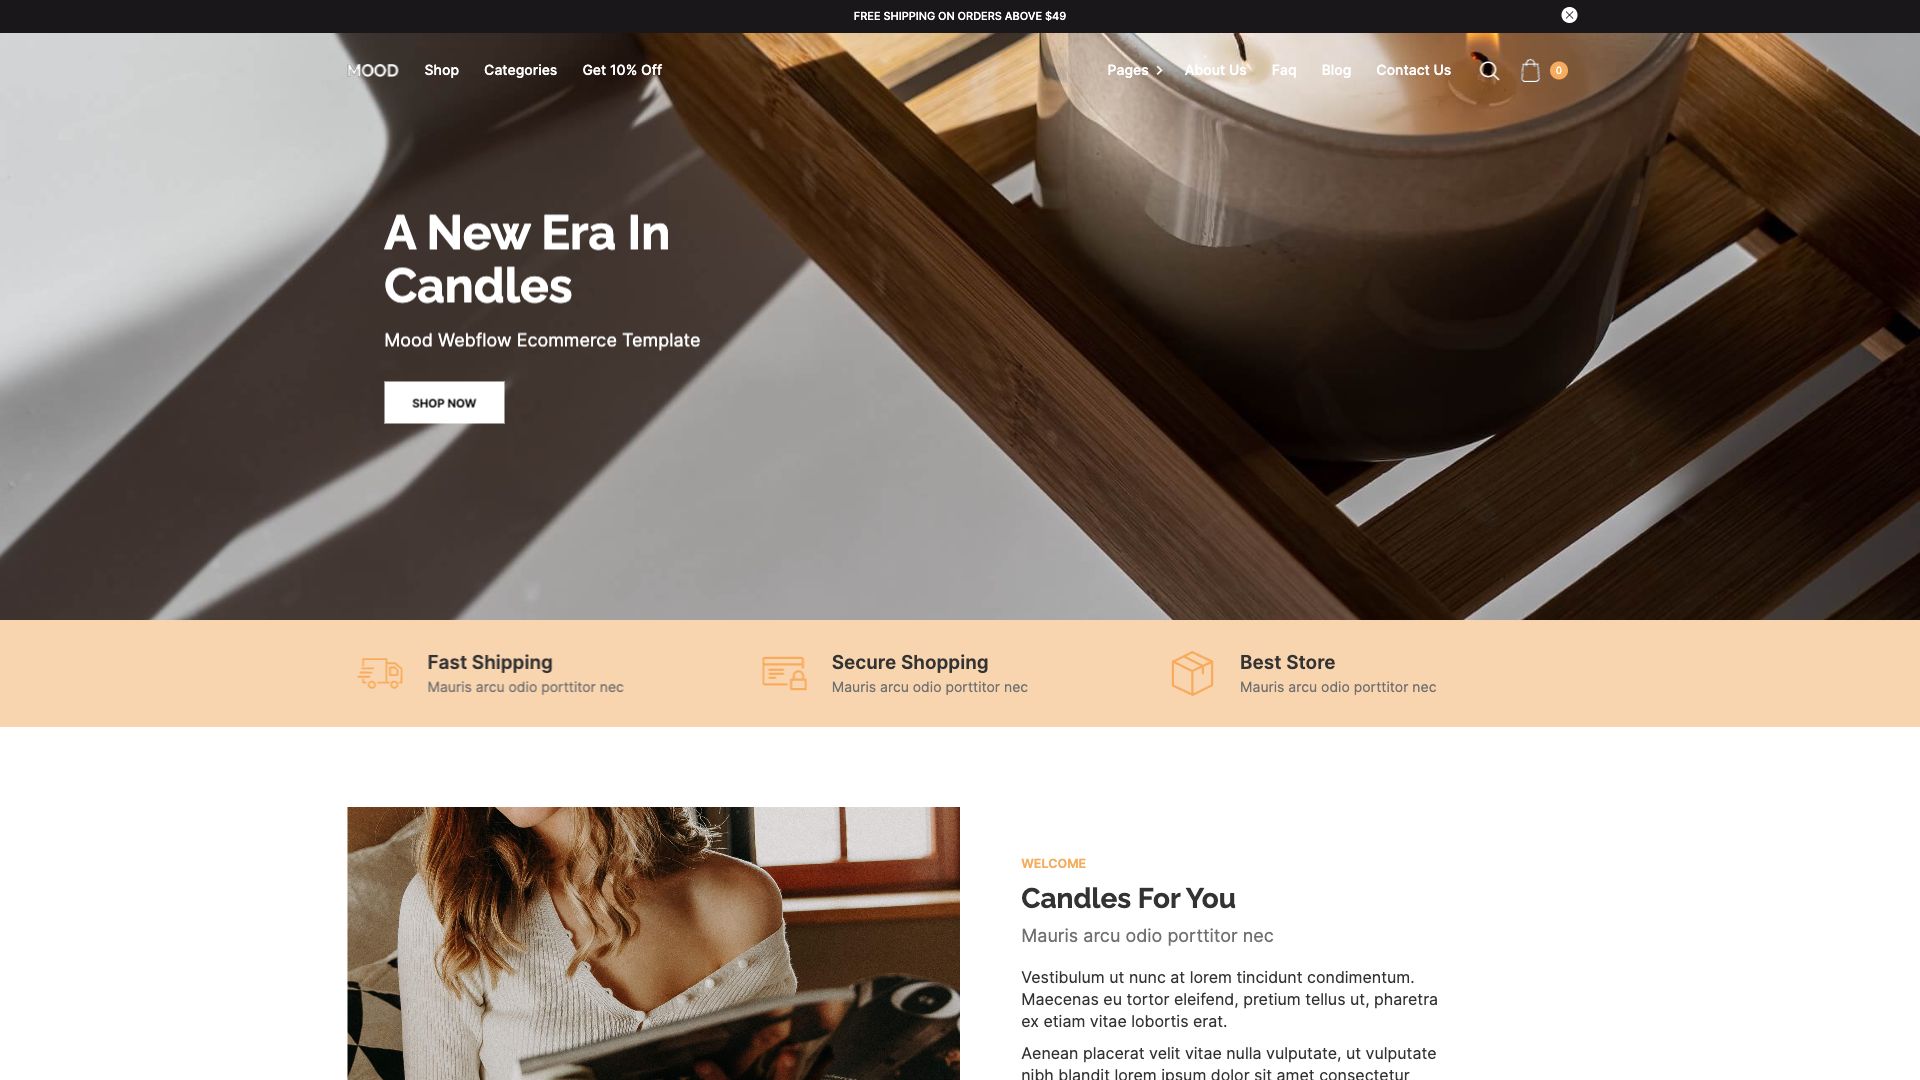 FREE SHIPPING ON ORDERS ABOVE $49
MOOD Shop Categories Get 10% Off Pages About Us Faq Blog Contact Us 0
A New Era In
Candles
Mood Webflow Ecommerce Template
SHOP NOW
Fast Shipping
Mauris arcu odio porttitor nec
Secure Shopping
Mauris arcu odio porttitor nec
Best Store
Mauris arcu odio porttitor nec
WELCOME
Candles For You
Mauris arcu odio porttitor nec
Vestibulum ut nunc at lorem tincidunt condimentum.
Maecenas eu tortor eleifend, pretium tellus ut, pharetra
ex etiam vitae lobortis erat.
Aenean placerat velit vitae nulla vulputate, ut vulputate
nibh blandit lorem ipsum dolor sit amet consectetur